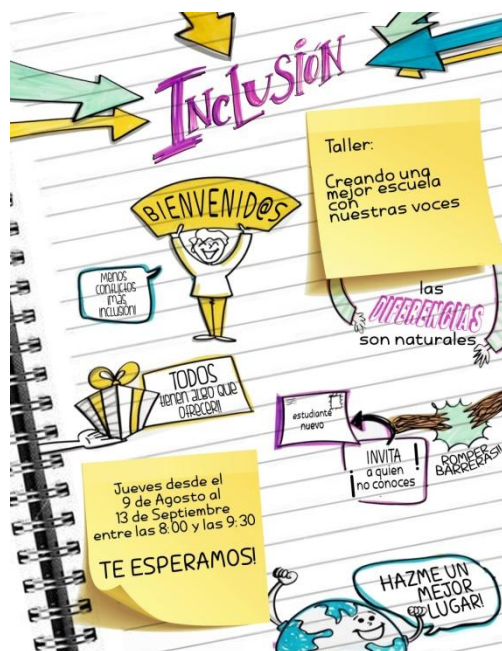 INCLUSIÓN
Taller:
Creando una
mejor escuela
con
nuestras voces
BIENVENID@S
MENOS
CONFLICTOS
¡MÁS
INCLUSIÓN!
las
DIFERENCIAS
son naturales
TODOS
tienen ALGO QUE
OFRECER!!
estudiante
nuevo
¡INVITA!
a quien
no conoces
ROMPER
BARRERAS!!
Jueves desde el
9 de Agosto al
13 de Septiembre
entre las 8:00 y las 9:30
TE ESPERAMOS!
HAZME UN
MEJOR
LUGAR!